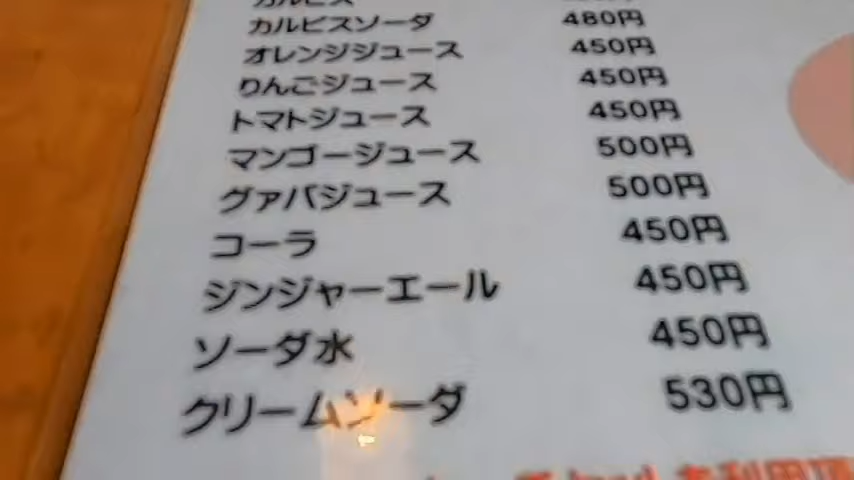 カルピス
カルピスソーダ 480円
オレンジジュース 450円
りんごジュース 450円
トマトジュース 450円
マンゴージュース 500円
グァバジュース 500円
コーラ 450円
ジンジャーエール 450円
ソーダ水 450円
クリームソーダ 530円